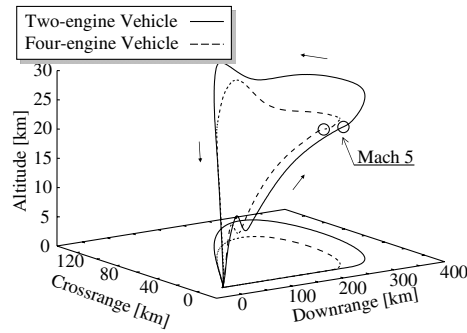 Two-engine Vehicle
Four-engine Vehicle
30
25
20
15
10
5
0
Altitude [km]
Mach 5
120
80
40
0
Crossrange [km]
0
100
200
300
400
Downrange [km]